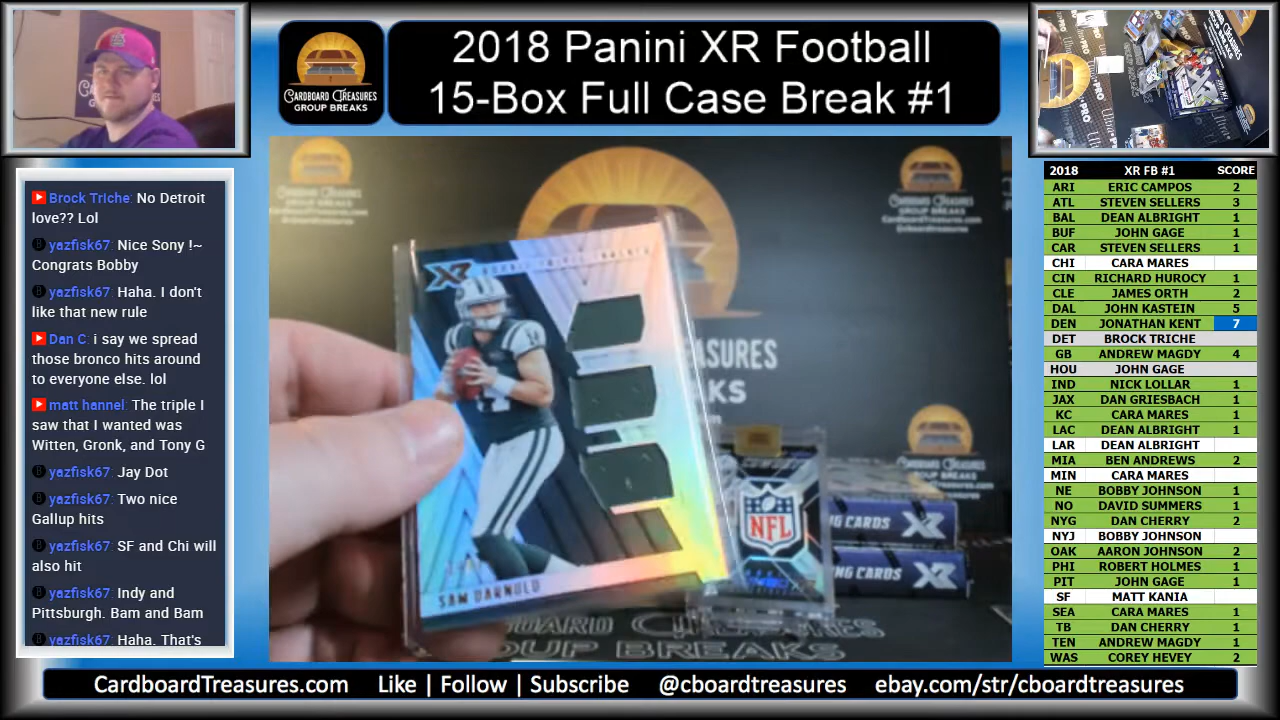 CARDBOARD TREASURES
GROUP BREAKS
2018 Panini XR Football
15-Box Full Case Break #1
Brock Triche: No Detroit
love?? Lol
yazfisk67: Nice Sony !~
Congrats Bobby
yazfisk67: Haha. I don't
like that new rule
Dan C: i say we spread
those bronco hits around
to everyone else. lol
matt hannel: The triple I
saw that I wanted was
Witten, Gronk, and Tony G
yazfisk67: Jay Dot
yazfisk67: Two nice
Gallup hits
yazfisk67: SF and Chi will
also hit
yazfisk67: Indy and
Pittsburgh. Bam and Bam
yazfisk67: Haha. That's
XR
SAM DARNOLD
NFL
XR
XR
CARDBOARD TREASURES
GROUP BREAKS
2018 XR FB #1 SCORE
ARI ERIC CAMPOS 2
ATL STEVEN SELLERS 3
BAL DEAN ALBRIGHT 1
BUF JOHN GAGE 1
CAR STEVEN SELLERS 1
CHI CARA MARES
CIN RICHARD HUROCY 1
CLE JAMES ORTH 2
DAL JOHN KASTEIN 5
DEN JONATHAN KENT 7
DET BROCK TRICHE
GB ANDREW MAGDY 4
HOU JOHN GAGE
IND NICK LOLLAR 1
JAX DAN GRIESBACH 1
KC CARA MARES 1
LAC DEAN ALBRIGHT 1
LAR DEAN ALBRIGHT
MIA BEN ANDREWS 2
MIN CARA MARES
NE BOBBY JOHNSON 1
NO DAVID SUMMERS 1
NYG DAN CHERRY 2
NYJ BOBBY JOHNSON
OAK AARON JOHNSON 2
PHI ROBERT HOLMES 1
PIT JOHN GAGE 1
SF MATT KANIA
SEA CARA MARES 1
TB DAN CHERRY 1
TEN ANDREW MAGDY 1
WAS COREY HEVEY 2
CardboardTreasures.com Like | Follow | Subscribe @cboardtreasures ebay.com/str/cboardtreasures